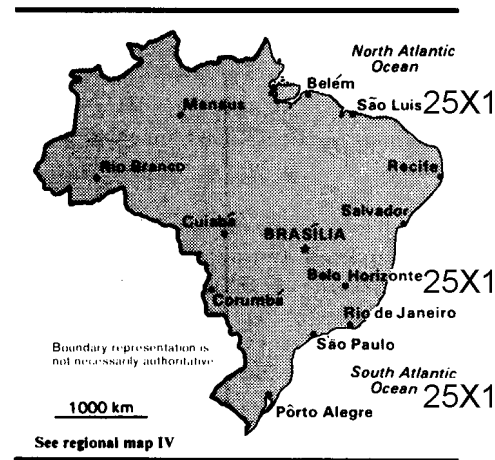 North Atlantic
Ocean
Belém
Manaus
São Luis 25X1
Rio Branco
Recife
Salvador
Cuiabá
BRASÍLIA
Belo Horizonte 25X1
Corumbá
Rio de Janeiro
São Paulo
Boundary representation is
not necessarily authoritative
South Atlantic
Ocean 25X1
1000 km
Pôrto Alegre
See regional map IV